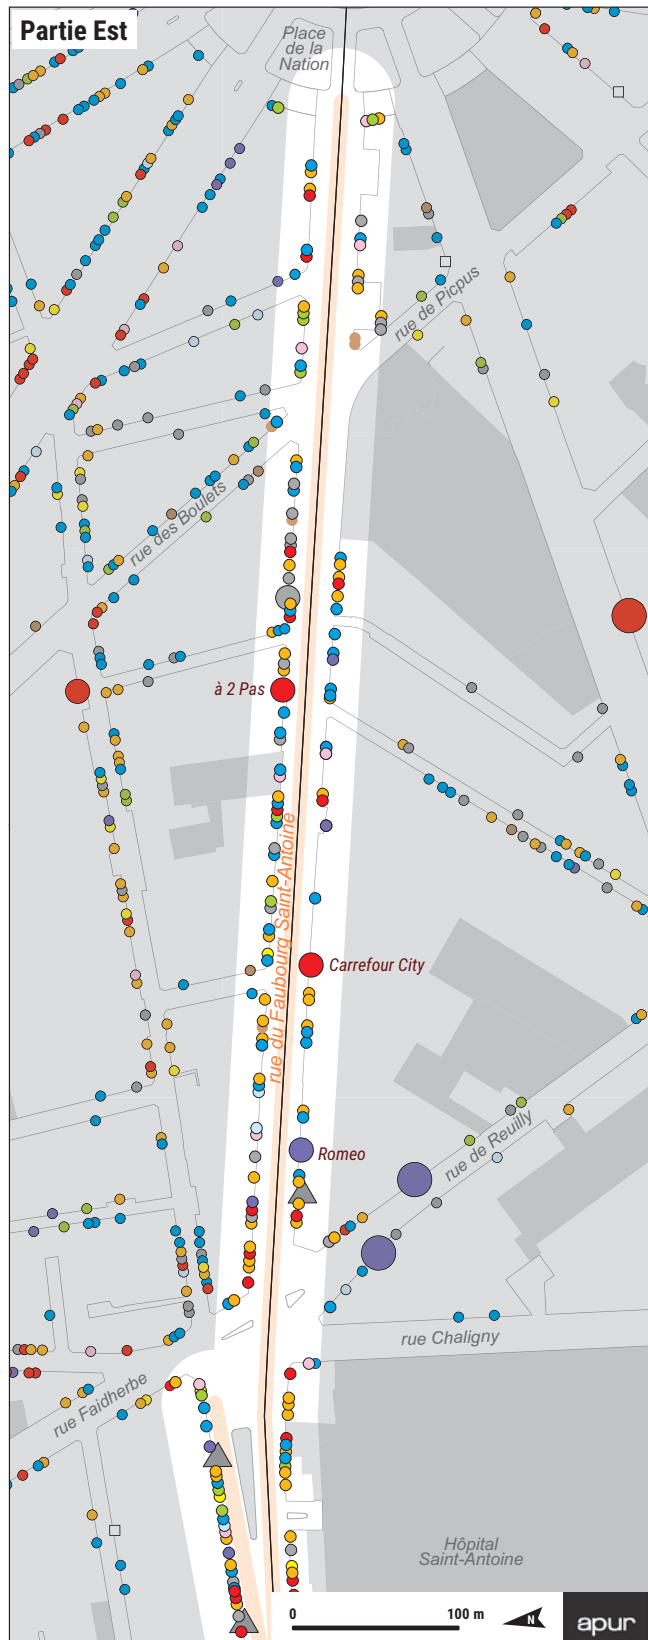 Partie Est
Place
de la
Nation
rue de Picpus
rue des Boulets
à 2 Pas
rue du Faubourg Saint-Antoine
Carrefour City
Romeo
rue de Reuilly
rue Chaligny
rue Faidherbe
Hôpital
Saint-Antoine
0 100 m
N
apur